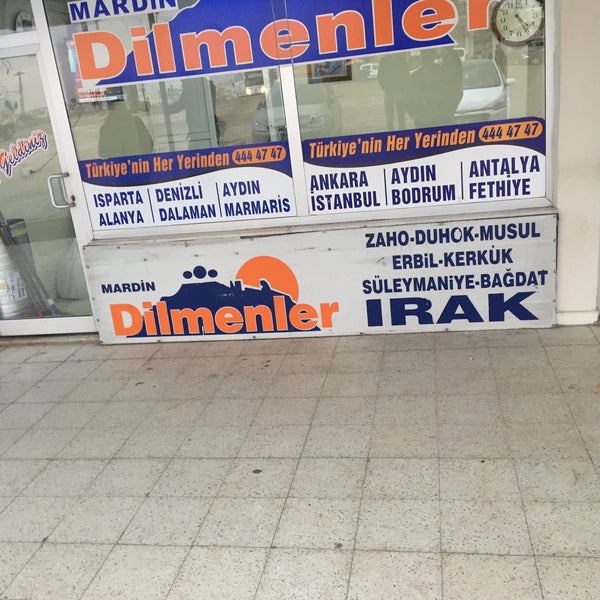 MARDİN
Dilmenler
Geldiniz
Türkiye'nin Her Yerinden 444 47 47
ISPARTA
ALANYA
DENİZLİ
DALAMAN
AYDIN
MARMARİS
Türkiye'nin Her Yerinden 444 47 47
ANKARA
İSTANBUL
AYDIN
BODRUM
ANTALYA
FETHİYE
MARDİN
Dilmenler
ZAHO-DUHOK-MUSUL
ERBİL-KERKÜK
SÜLEYMANİYE-BAĞDAT
IRAK